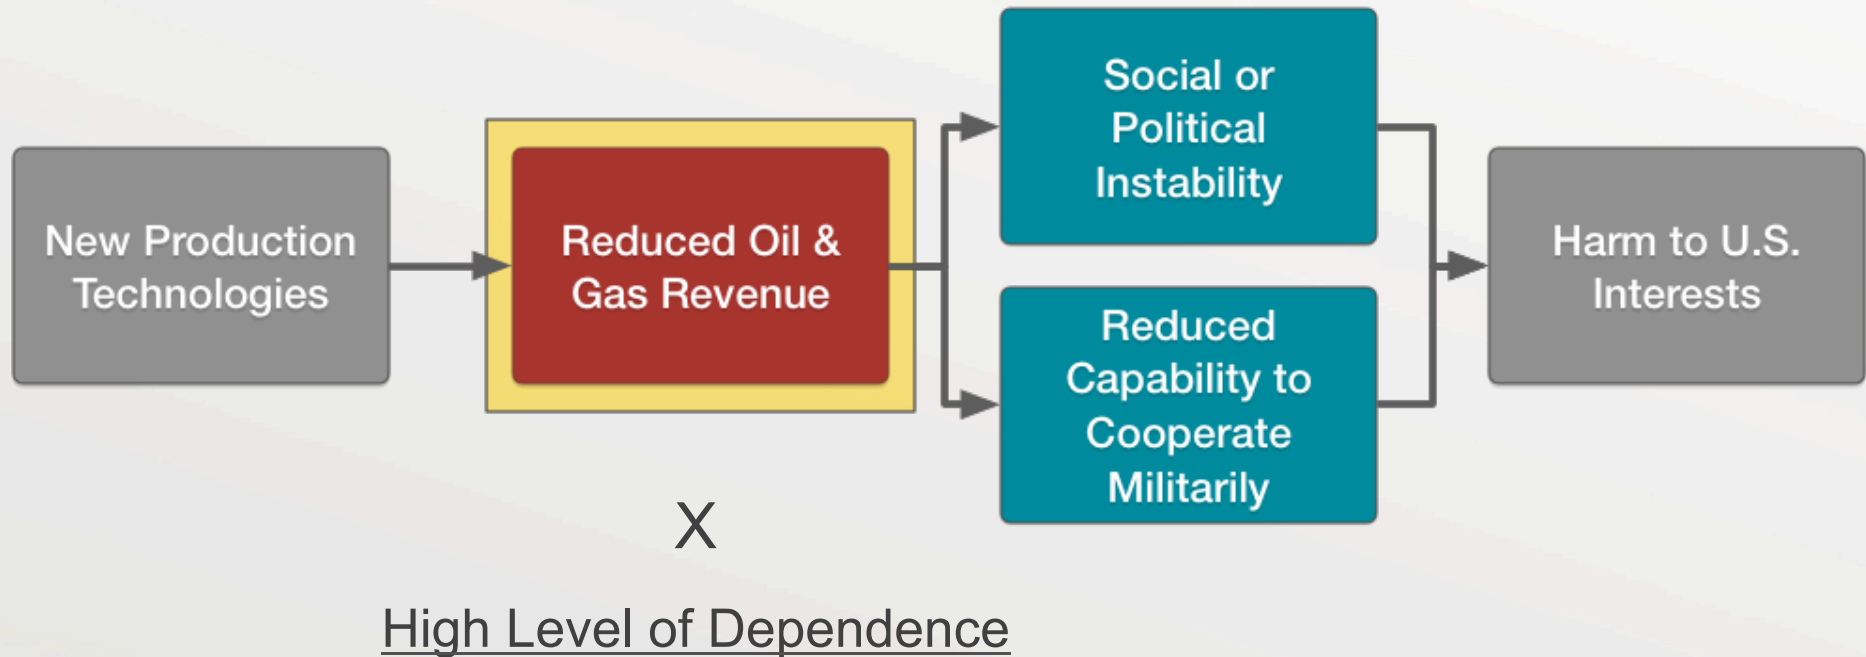 New Production
Technologies
Reduced Oil &
Gas Revenue
Social or
Political
Instability
Reduced
Capability to
Cooperate
Militarily
Harm to U.S.
Interests
X
High Level of Dependence